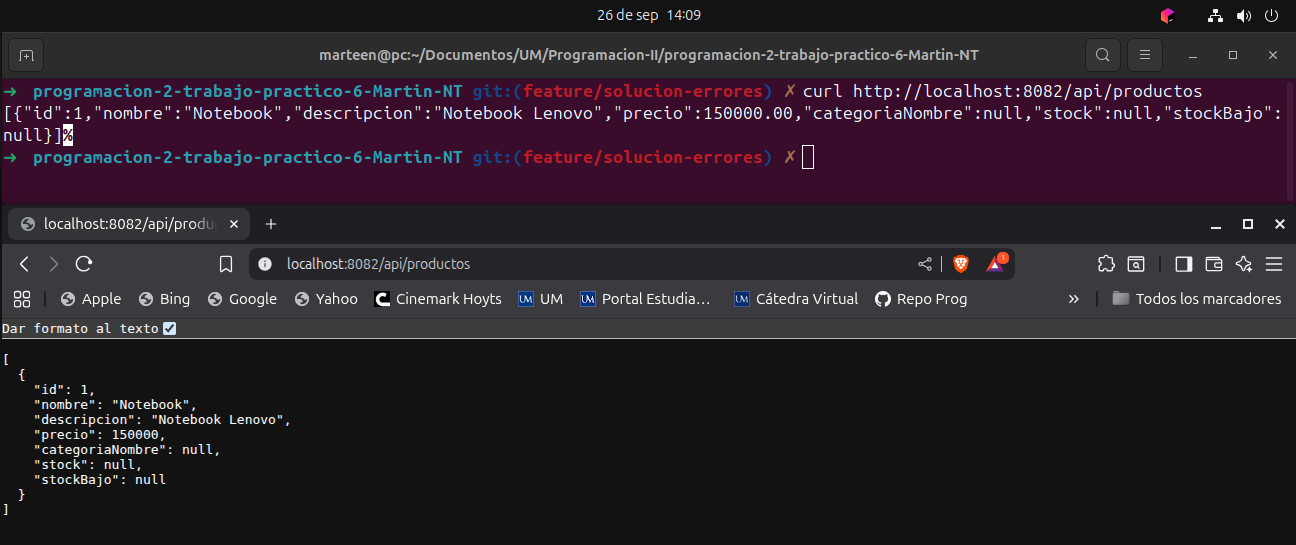 26 de sep 14:09
marteen@pc:~/Documentos/UM/Programacion-II/programacion-2-trabajo-practico-6-Martin-NT
➜ programacion-2-trabajo-practico-6-Martin-NT git:(feature/solucion-errores) ✗ curl http://localhost:8082/api/productos
[{"id":1,"nombre":"Notebook","descripcion":"Notebook Lenovo","precio":150000.00,"categoriaNombre":null,"stock":null,"stockBajo":
null}]%
➜ programacion-2-trabajo-practico-6-Martin-NT git:(feature/solucion-errores) ✗
localhost:8082/api/produ
localhost:8082/api/productos
1
Apple Bing Google Yahoo Cinemark Hoyts UM UM UM Portal Estudia… UM Cátedra Virtual Repo Prog » Todos los marcadores
Dar formato al texto
[
  {
    "id": 1,
    "nombre": "Notebook",
    "descripcion": "Notebook Lenovo",
    "precio": 150000,
    "categoriaNombre": null,
    "stock": null,
    "stockBajo": null
  }
]